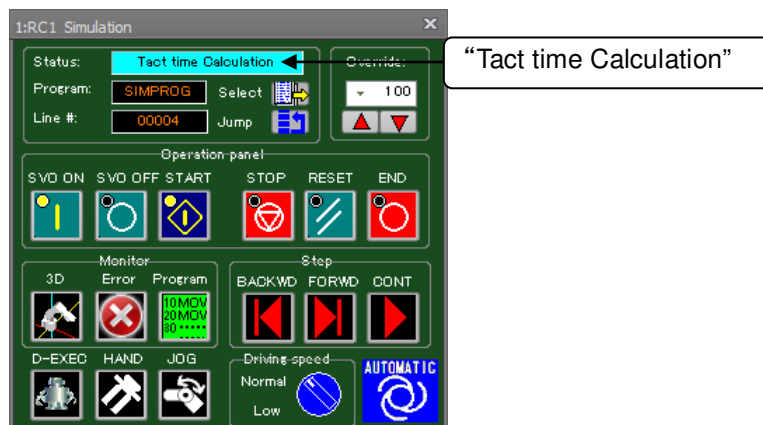 1:RC1 Simulation
x
Status: Tact time Calculation
Override:
“Tact time Calculation”
Program: SIMPROG Select
100
Line #: 00004 Jump
Operation panel
SVO ON SVO OFF START STOP RESET END
Monitor
Step
3D Error Program
BACKWD FORWD CONT
10MOV
20MOV
30 ·····
D-EXEC HAND JOG
Driving speed
AUTOMATIC
Normal
Low